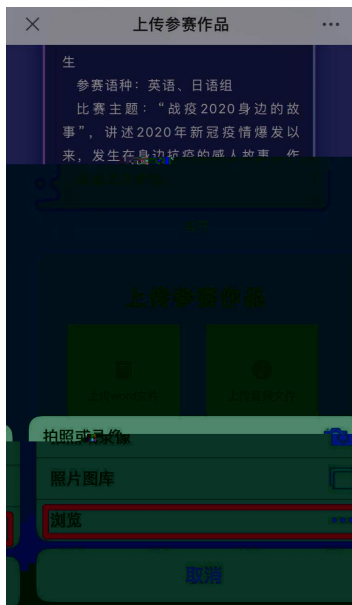 上传参赛作品
生
参赛语种：英语、日语组
比赛主题：“战疫2020身边的故
事”，讲述2020年新冠疫情爆发以
来，发生在身边抗疫的感人故事。作
上传参赛作品
拍照或录像
照片图库
浏览
取消